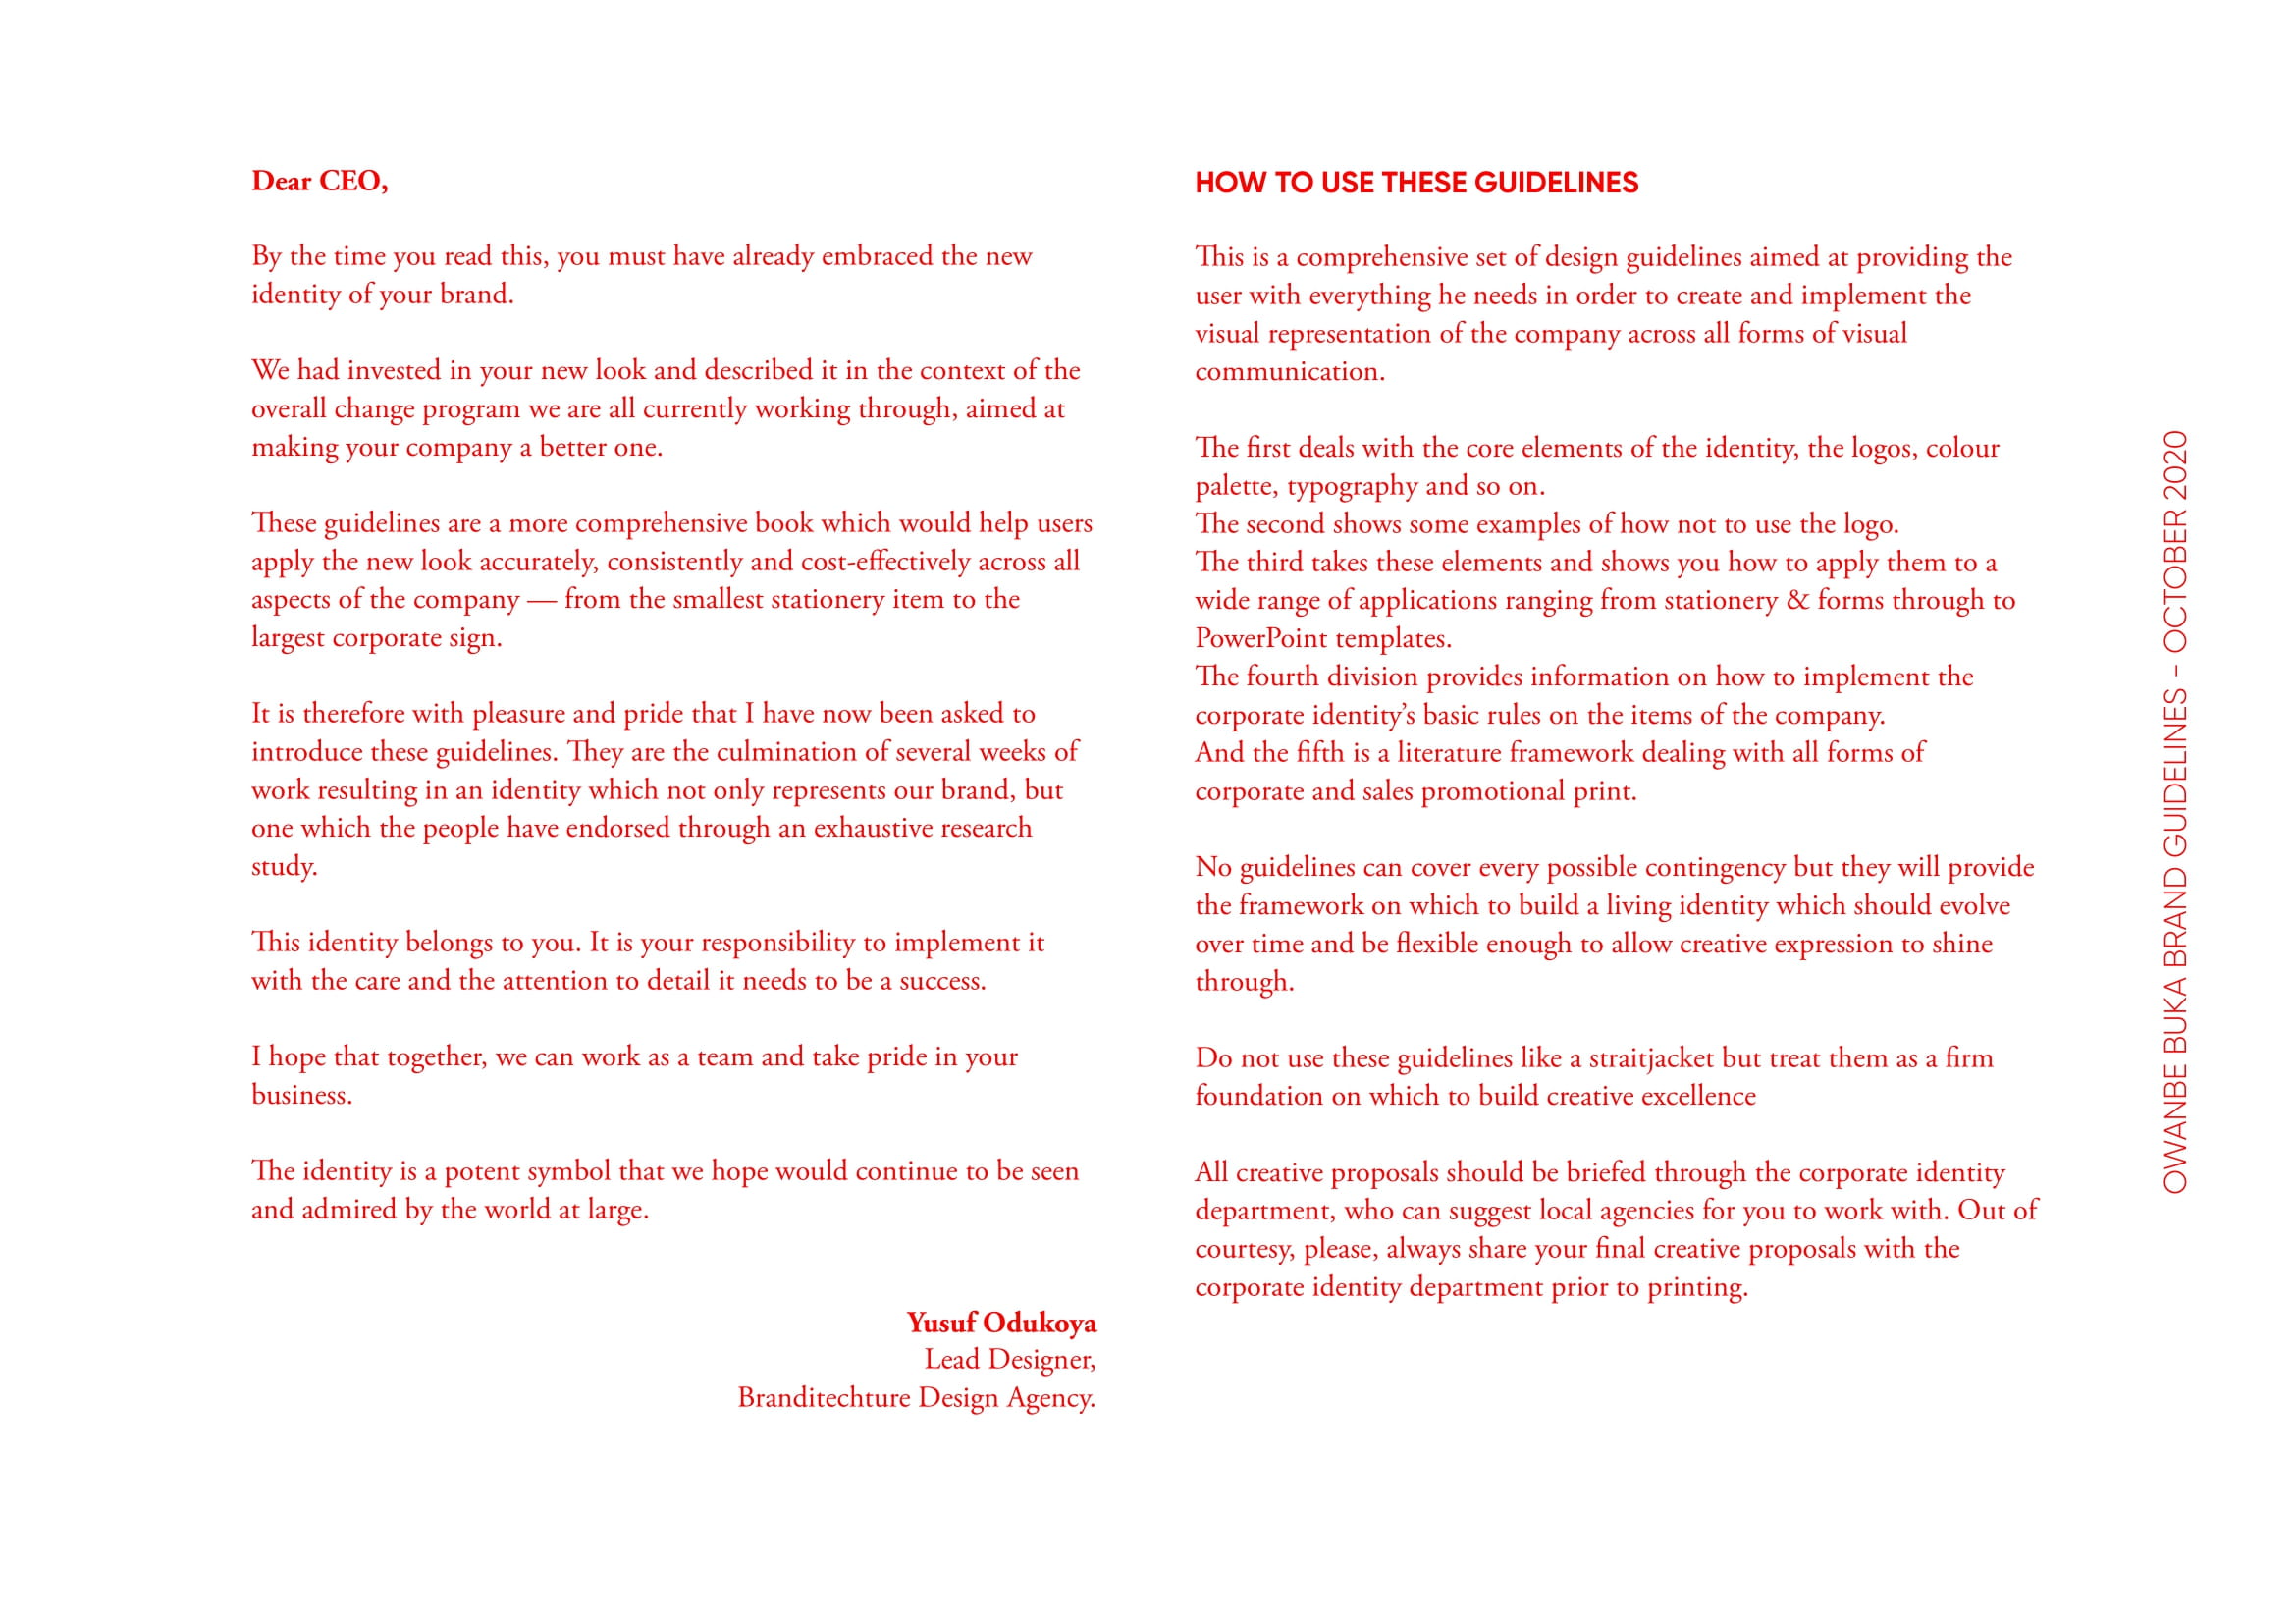 Dear CEO,
By the time you read this, you must have already embraced the new
identity of your brand.
We had invested in your new look and described it in the context of the
overall change program we are all currently working through, aimed at
making your company a better one.
These guidelines are a more comprehensive book which would help users
apply the new look accurately, consistently and cost-effectively across all
aspects of the company — from the smallest stationery item to the
largest corporate sign.
It is therefore with pleasure and pride that I have now been asked to
introduce these guidelines. They are the culmination of several weeks of
work resulting in an identity which not only represents our brand, but
one which the people have endorsed through an exhaustive research
study.
This identity belongs to you. It is your responsibility to implement it
with the care and the attention to detail it needs to be a success.
I hope that together, we can work as a team and take pride in your
business.
The identity is a potent symbol that we hope would continue to be seen
and admired by the world at large.
Yusuf Odukoya
Lead Designer,
Branditechture Design Agency.
HOW TO USE THESE GUIDELINES
This is a comprehensive set of design guidelines aimed at providing the
user with everything he needs in order to create and implement the
visual representation of the company across all forms of visual
communication.
The first deals with the core elements of the identity, the logos, colour
palette, typography and so on.
The second shows some examples of how not to use the logo.
The third takes these elements and shows you how to apply them to a
wide range of applications ranging from stationery & forms through to
PowerPoint templates.
The fourth division provides information on how to implement the
corporate identity’s basic rules on the items of the company.
And the fifth is a literature framework dealing with all forms of
corporate and sales promotional print.
No guidelines can cover every possible contingency but they will provide
the framework on which to build a living identity which should evolve
over time and be flexible enough to allow creative expression to shine
through.
Do not use these guidelines like a straitjacket but treat them as a firm
foundation on which to build creative excellence
All creative proposals should be briefed through the corporate identity
department, who can suggest local agencies for you to work with. Out of
courtesy, please, always share your final creative proposals with the
corporate identity department prior to printing.
OWANBE BUKA BRAND GUIDELINES – OCTOBER 2020